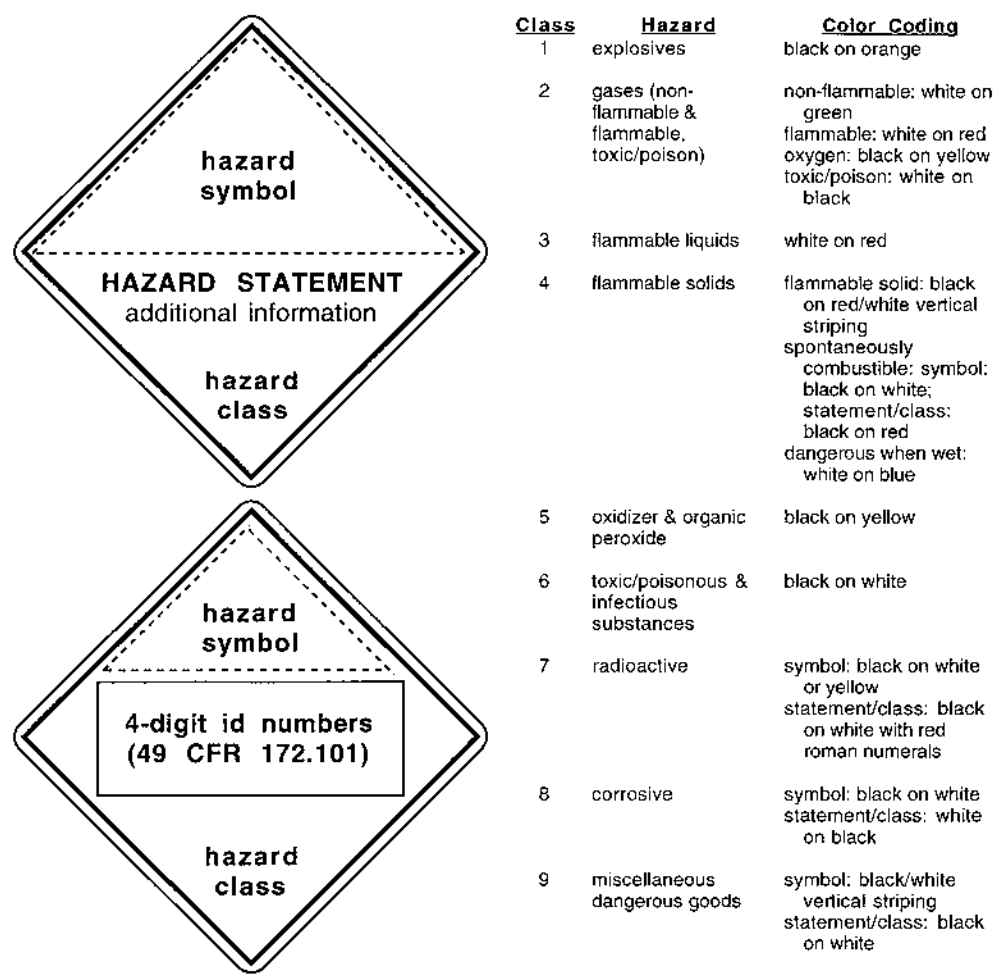 hazard
symbol
HAZARD STATEMENT
additional information
hazard
class
hazard
symbol
4-digit id numbers
(49 CFR 172.101)
hazard
class
Class Hazard Color Coding
1 explosives black on orange
2 gases (non- non-flammable: white on
flammable & green
flammable, flammable: white on red
toxic/poison) oxygen: black on yellow
toxic/poison: white on
black
3 flammable liquids white on red
4 flammable solids flammable solid: black
on red/white vertical
striping
spontaneously
combustible: symbol:
black on white;
statement/class:
black on red
dangerous when wet:
white on blue
5 oxidizer & organic black on yellow
peroxide
6 toxic/poisonous & black on white
infectious
substances
7 radioactive symbol: black on white
or yellow
statement/class: black
on white with red
roman numerals
8 corrosive symbol: black on white
statement/class: white
on black
9 miscellaneous symbol: black/white
dangerous goods vertical striping
statement/class: black
on white